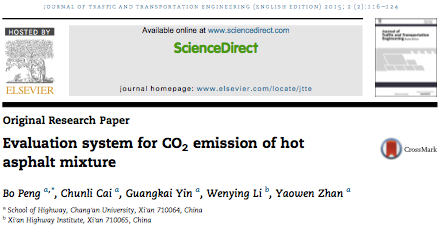 JOURNAL OF TRAFFIC AND TRANSPORTATION ENGINEERING (ENGLISH EDITION) 2015; 2 (2): 116–124
HOSTED BY
ELSEVIER
Available online at www.sciencedirect.com
ScienceDirect
journal homepage: www.elsevier.com/locate/jtte
Original Research Paper
Evaluation system for CO₂ emission of hot
asphalt mixture
CrossMark
Bo Peng a,*, Chunli Cai a, Guangkai Yin a, Wenying Li b, Yaowen Zhan a
a School of Highway, Chang'an University, Xi'an 710064, China
b Xi'an Highway Institute, Xi'an 710065, China